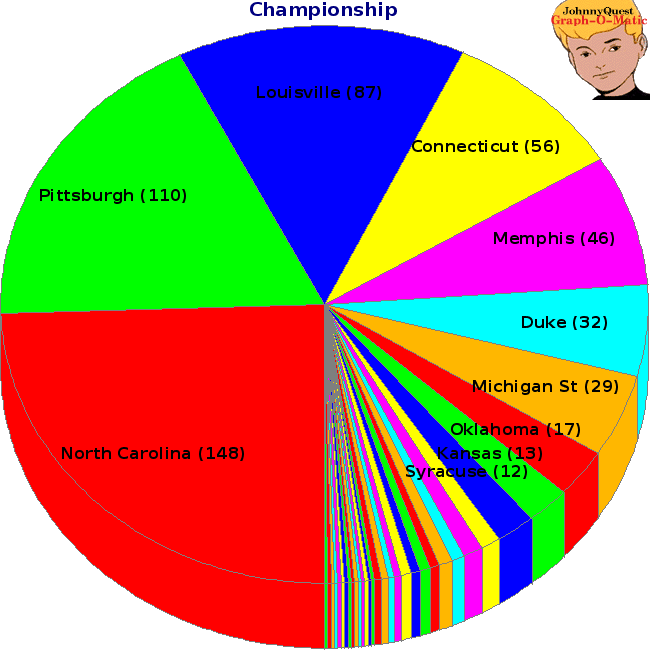 Championship
JohnnyQuest
Graph-O-Matic
Louisville (87)
Connecticut (56)
Pittsburgh (110)
Memphis (46)
Duke (32)
Michigan St (29)
Oklahoma (17)
North Carolina (148)
Kansas (13)
Syracuse (12)